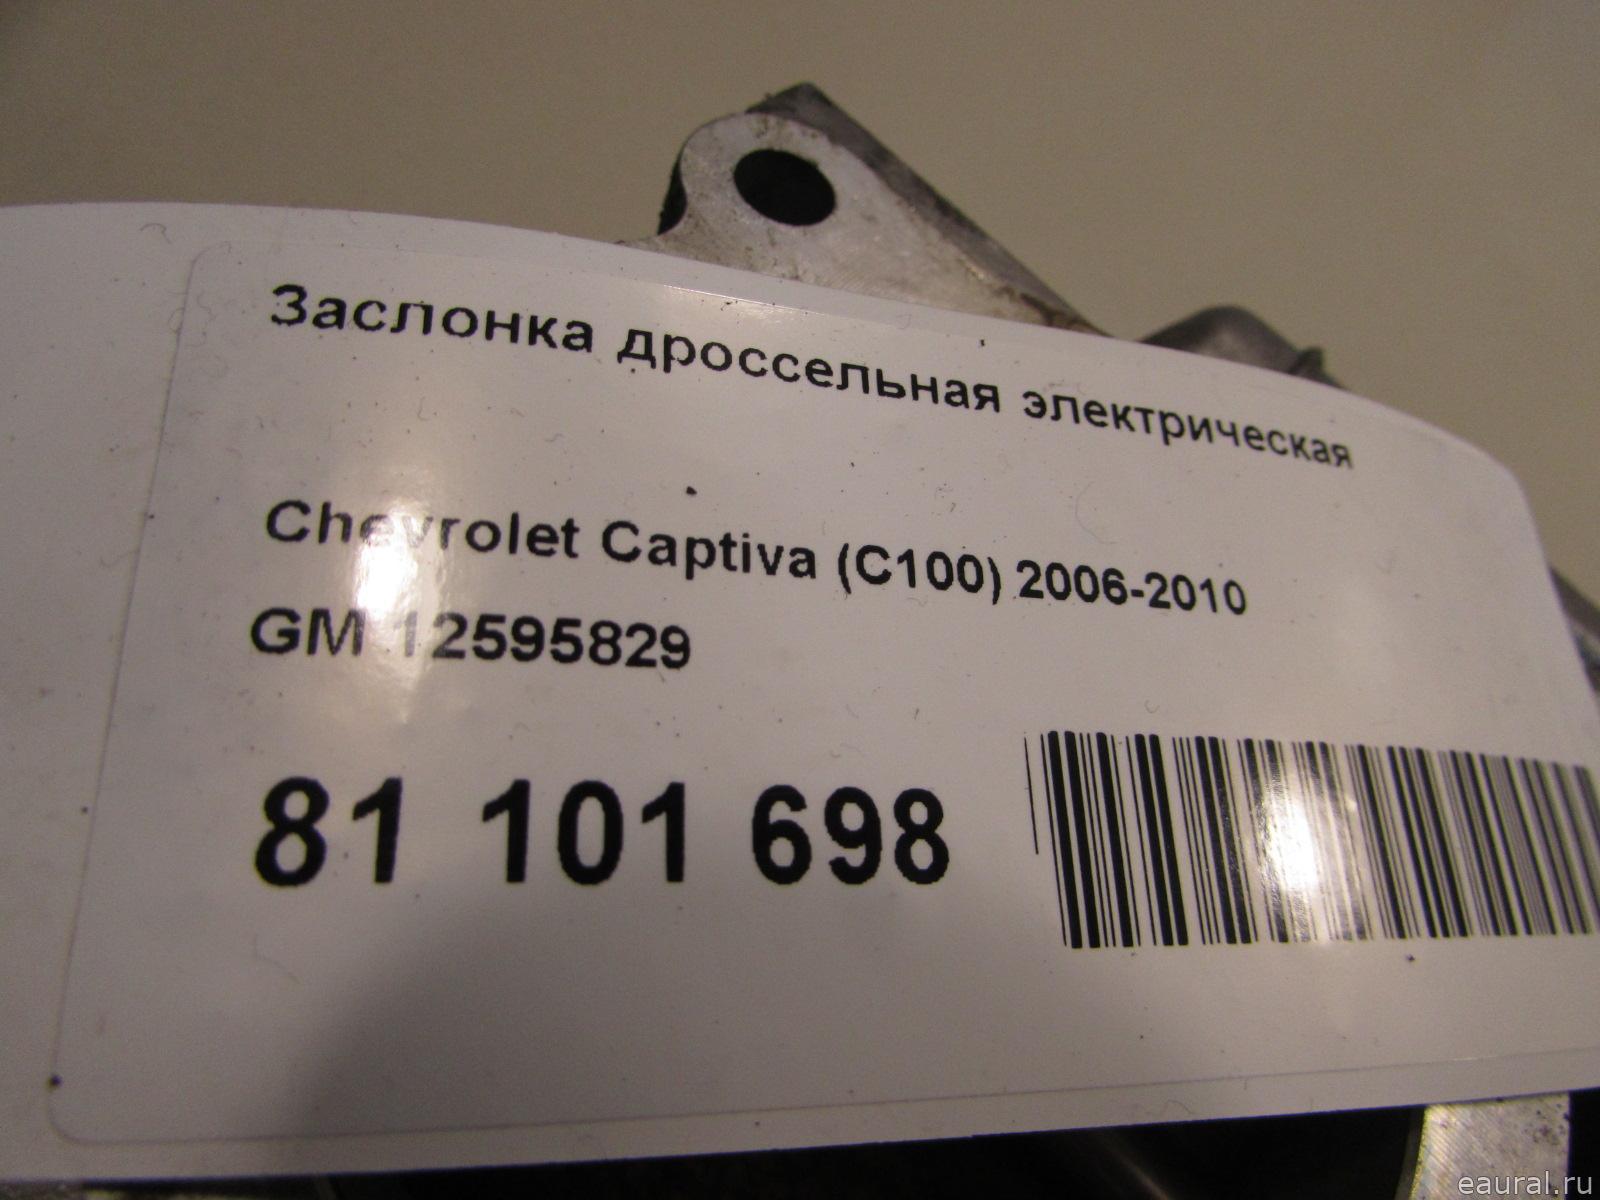 Заслонка дроссельная электрическая
Chevrolet Captiva (C100) 2006-2010
GM 12595829
81 101 698
eaural.ru